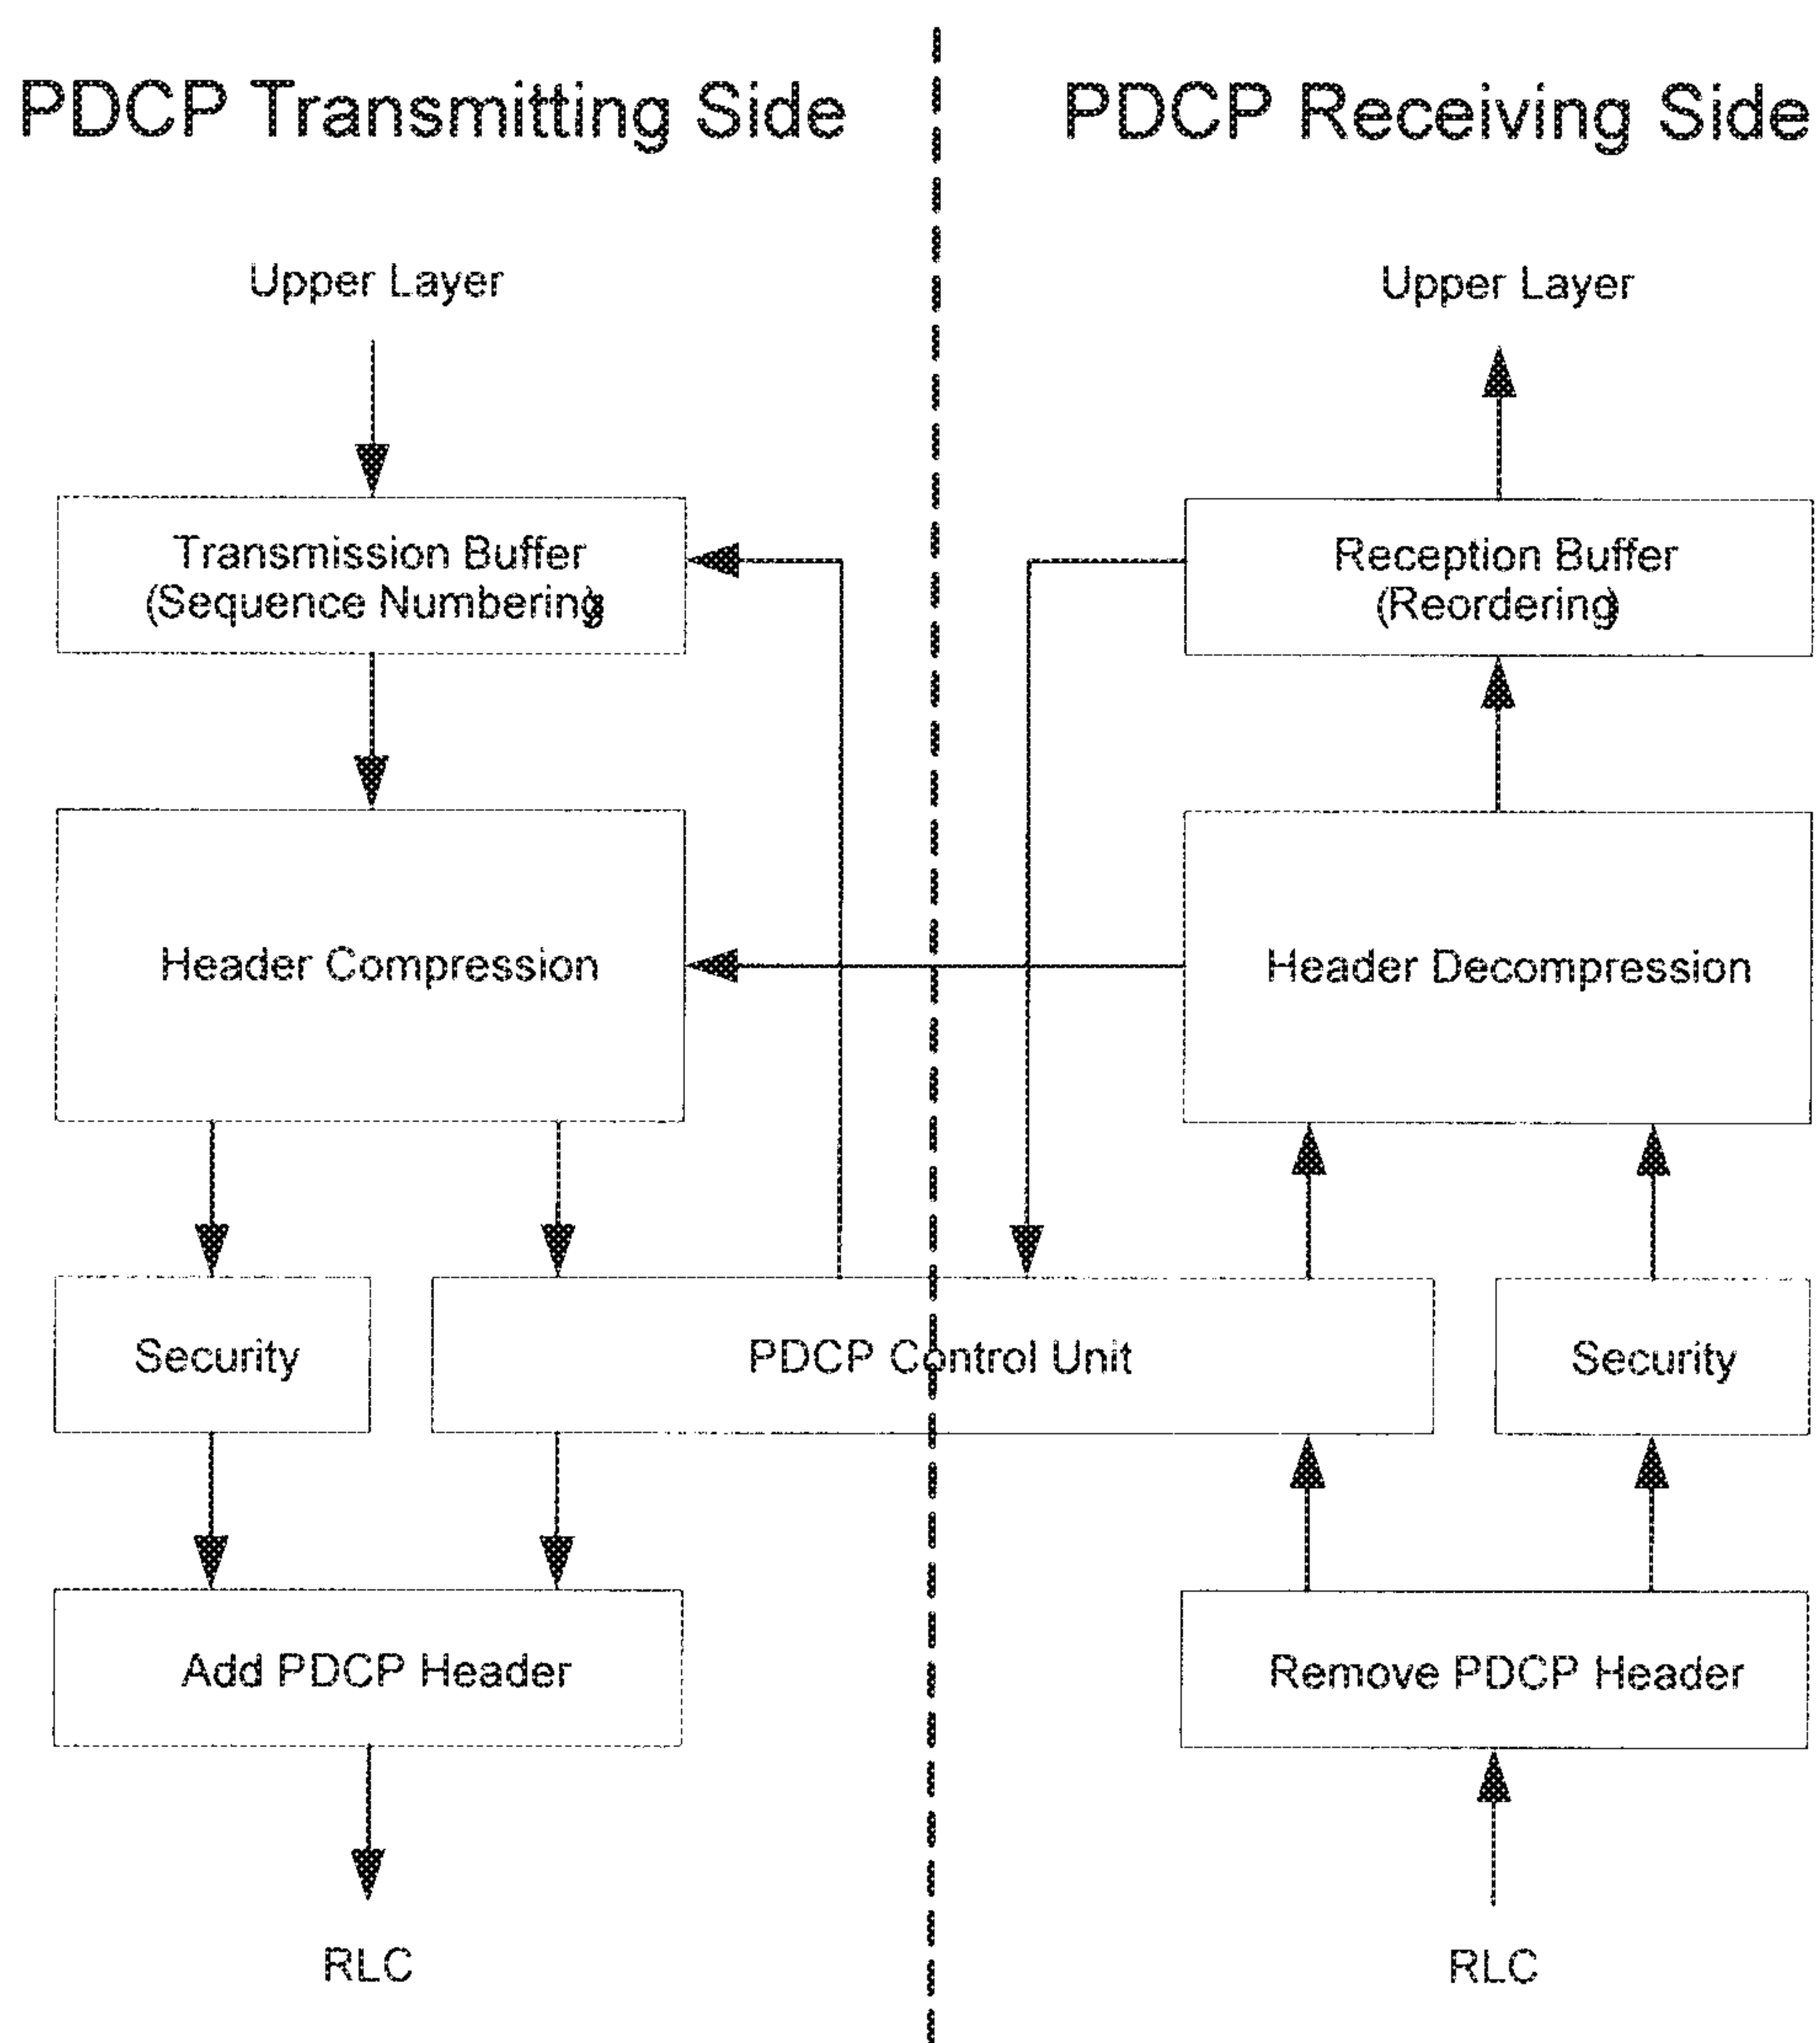 PDCP Transmitting Side
PDCP Receiving Side
Upper Layer
Upper Layer
Transmission Buffer
(Sequence Numbering)
Reception Buffer
(Reordering)
Header Compression
Header Decompression
Security
PDCP Control Unit
Security
Add PDCP Header
Remove PDCP Header
RLC
RLC